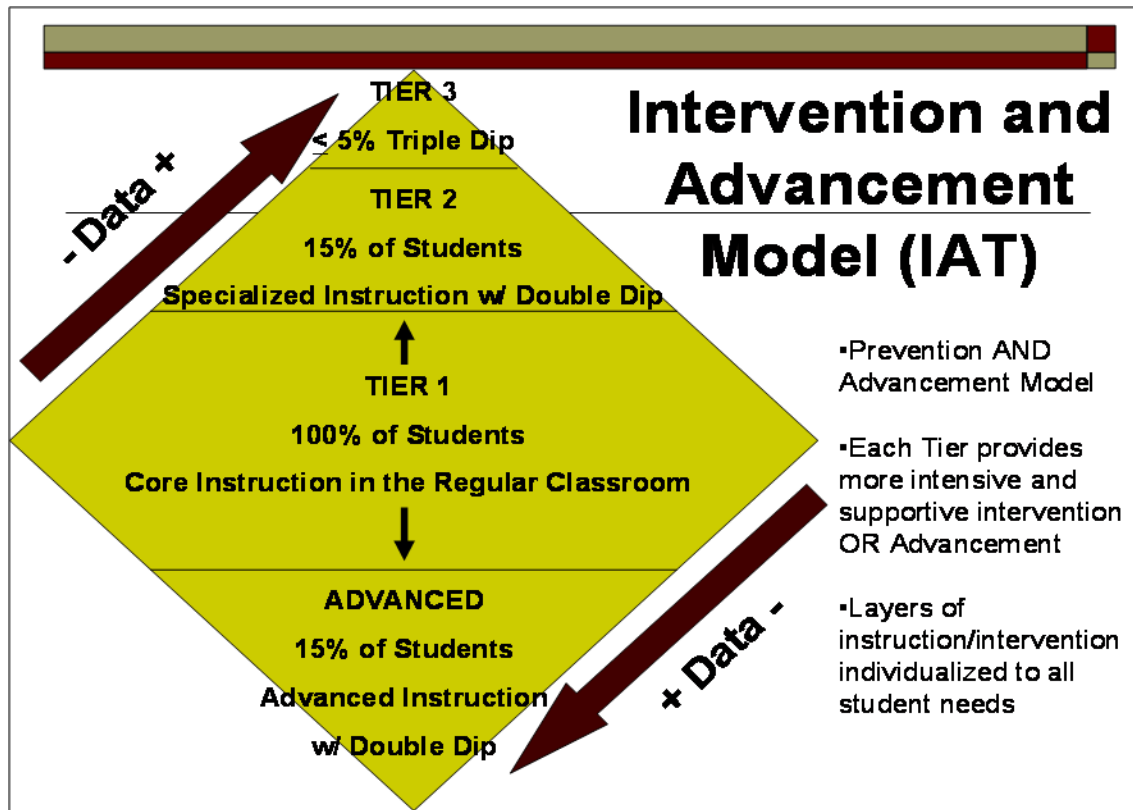 Intervention and
Advancement
Model (IAT)
TIER 3
≤ 5% Triple Dip
TIER 2
15% of Students
Specialized Instruction w/ Double Dip
TIER 1
100% of Students
Core Instruction in the Regular Classroom
ADVANCED
15% of Students
Advanced Instruction
w/ Double Dip
- Data +
+ Data -
▪Prevention AND
Advancement Model
▪Each Tier provides
more intensive and
supportive intervention
OR Advancement
▪Layers of
instruction/intervention
individualized to all
student needs